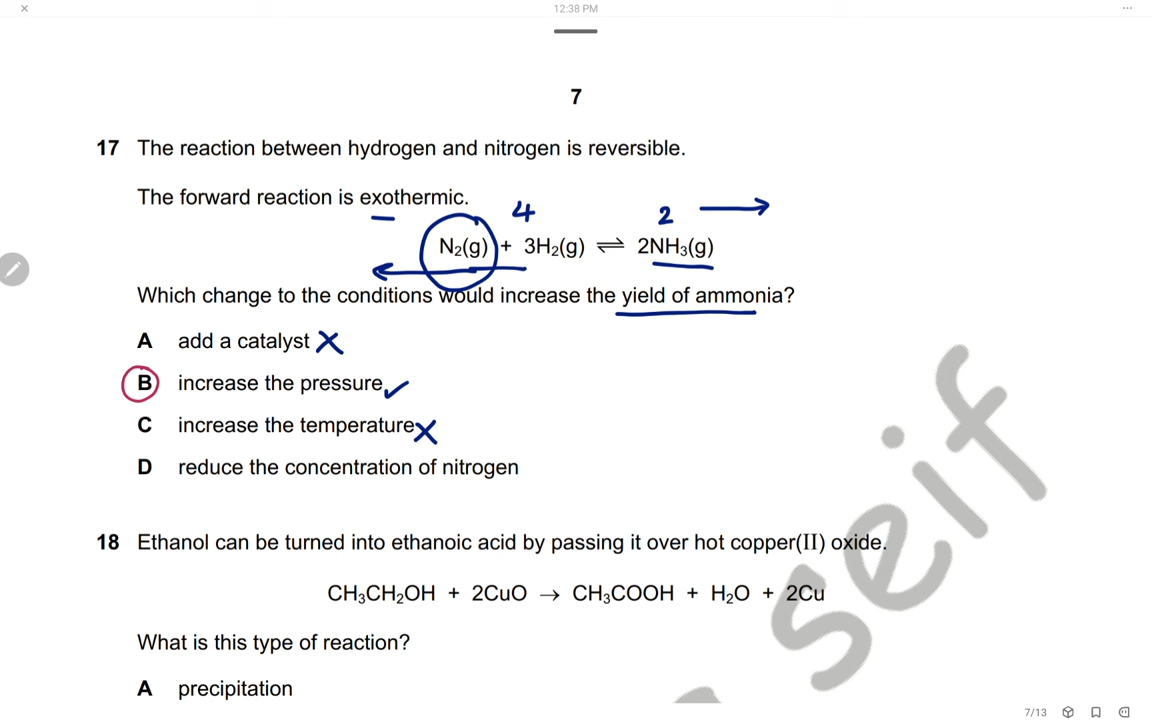 12:38 PM
7
17 The reaction between hydrogen and nitrogen is reversible.
The forward reaction is exothermic.
4 2
N₂(g) + 3H₂(g) ⇌ 2NH₃(g)
Which change to the conditions would increase the yield of ammonia?
A add a catalyst
B increase the pressure
C increase the temperature
D reduce the concentration of nitrogen
18 Ethanol can be turned into ethanoic acid by passing it over hot copper(II) oxide.
CH₃CH₂OH + 2CuO → CH₃COOH + H₂O + 2Cu
What is this type of reaction?
A precipitation
seif
7/13